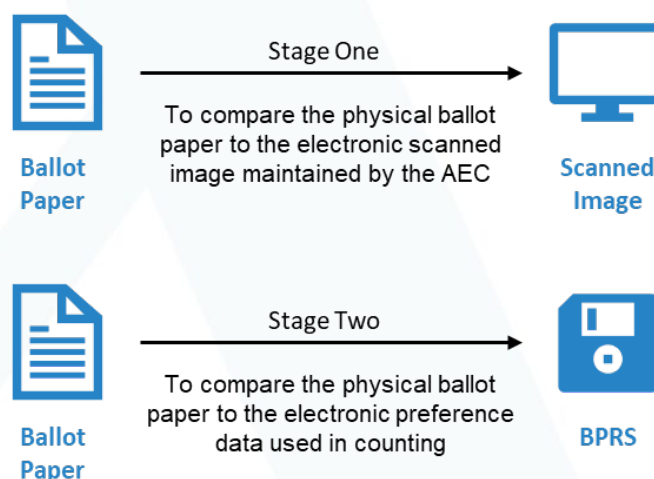 Stage One
To compare the physical ballot
paper to the electronic scanned
image maintained by the AEC
Ballot
Paper
Scanned
Image
Stage Two
To compare the physical ballot
paper to the electronic preference
data used in counting
Ballot
Paper
BPRS